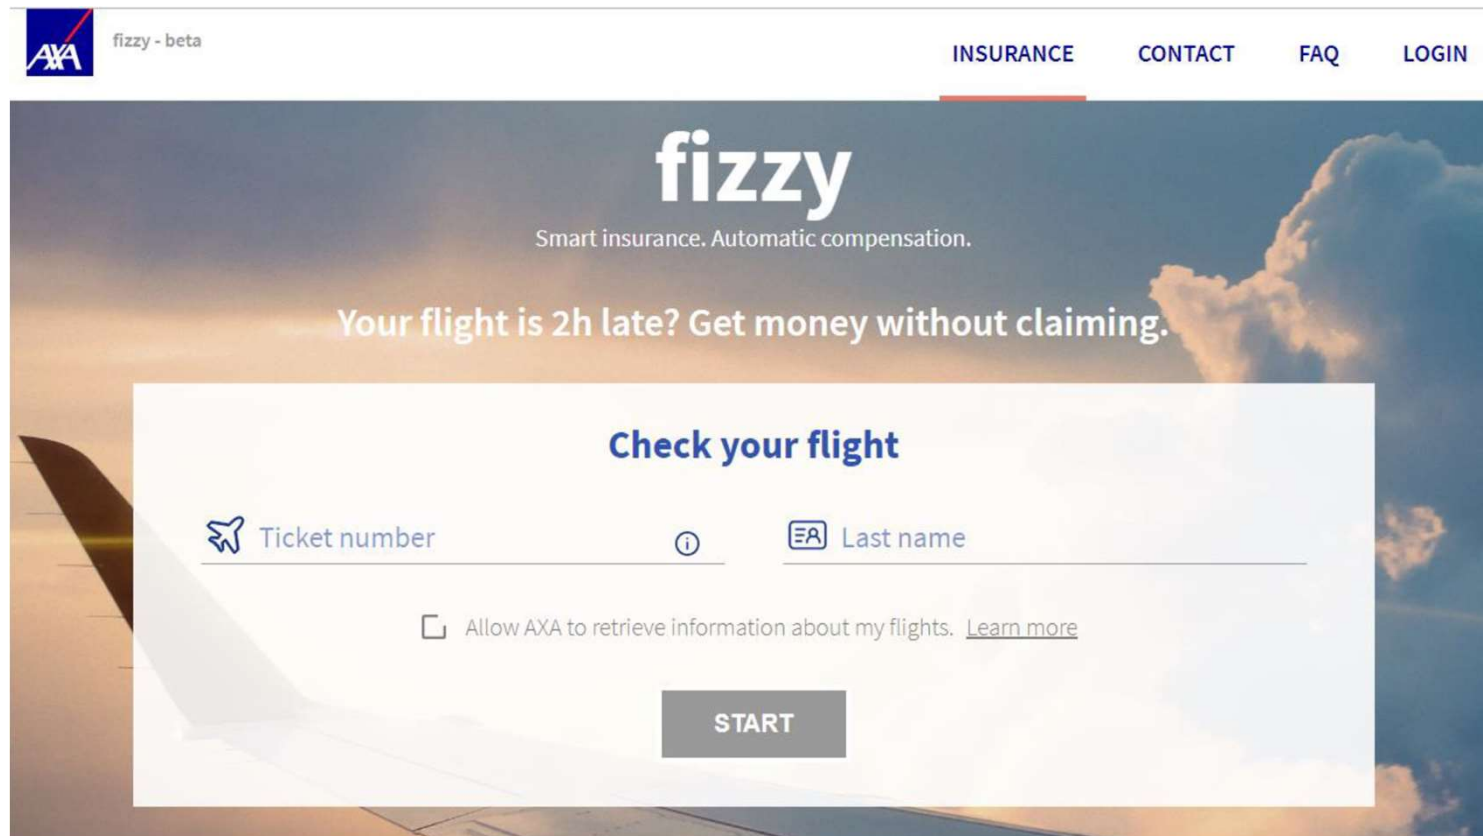 AXA
fizzy - beta
INSURANCE
CONTACT
FAQ
LOGIN
fizzy
Smart insurance. Automatic compensation.
Your flight is 2h late? Get money without claiming.
Check your flight
Ticket number
Last name
Allow AXA to retrieve information about my flights. Learn more
START